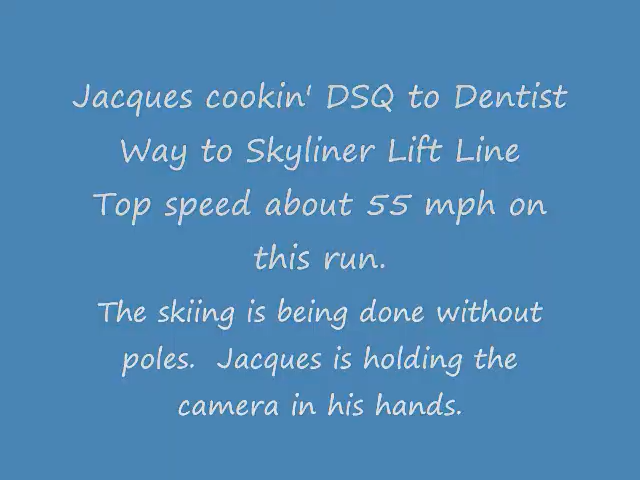 Jacques cookin' DSQ to Dentist
Way to Skyliner Lift Line
Top speed about 55 mph on
this run.
The skiing is being done without
poles.  Jacques is holding the
camera in his hands.